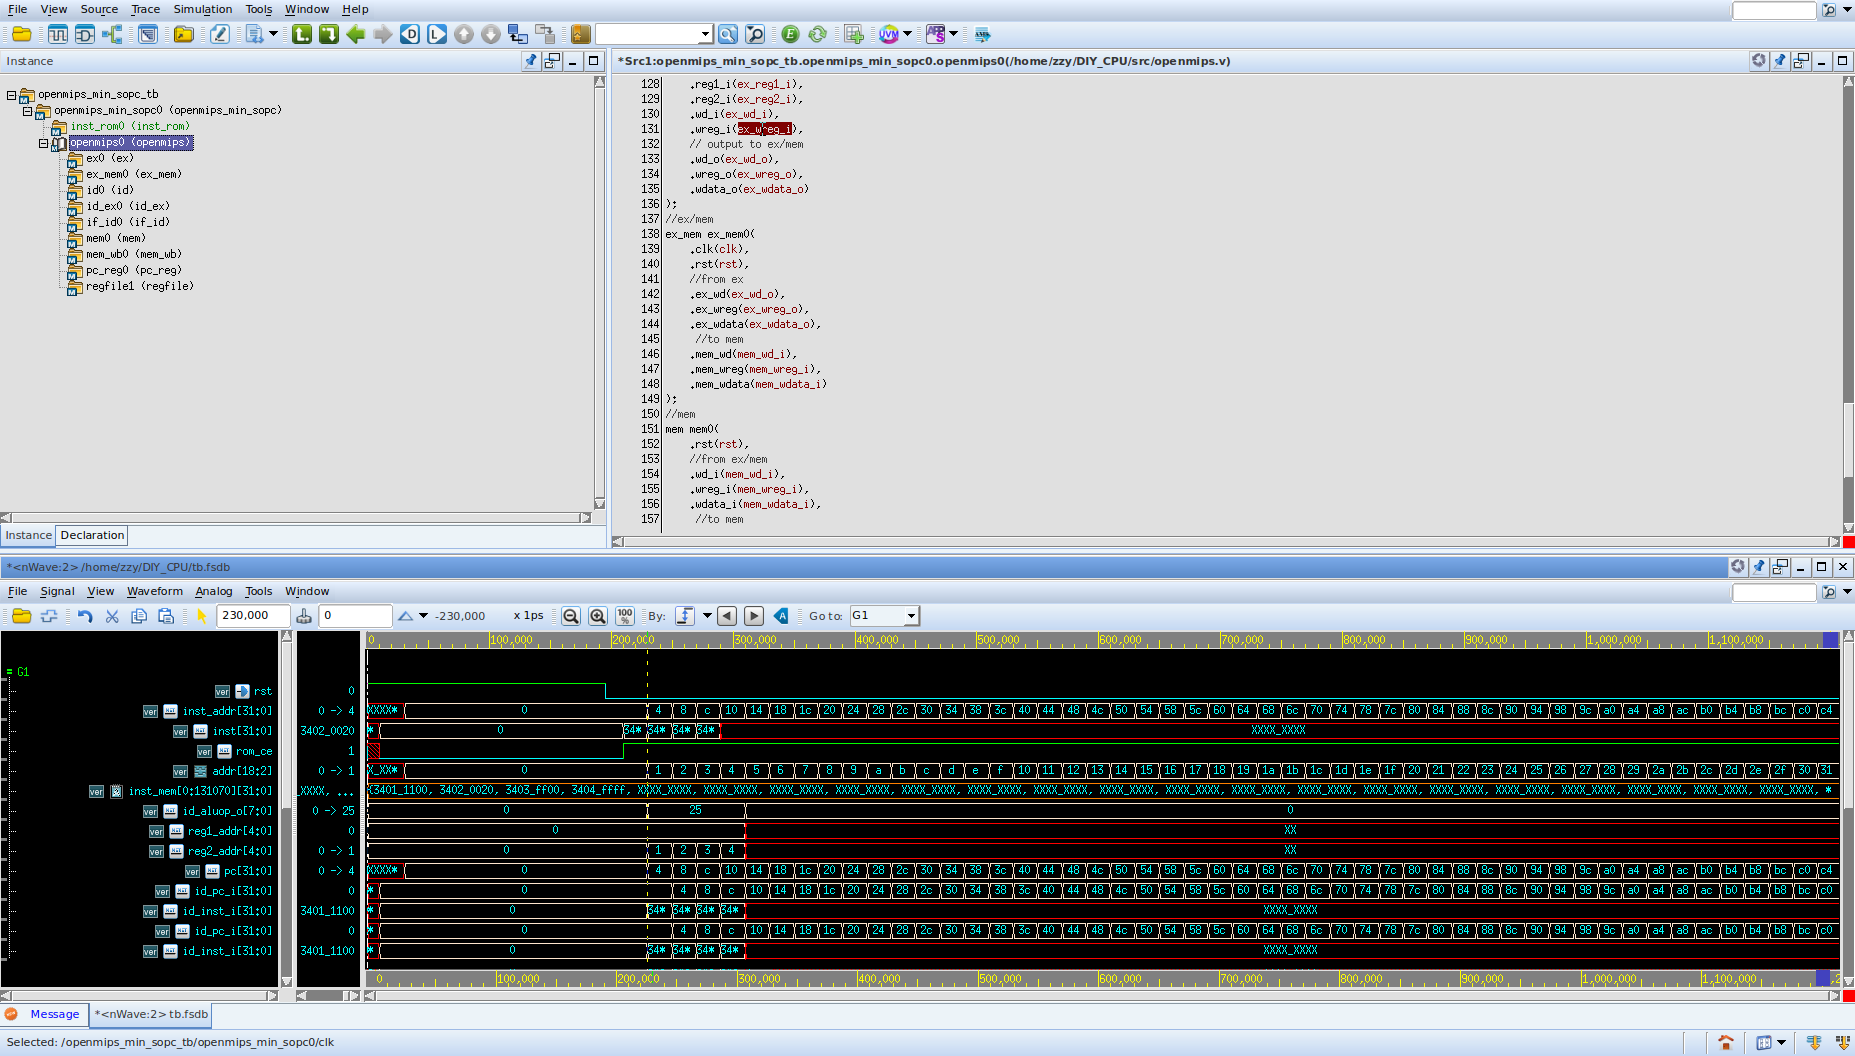 File View Source Trace Simulation Tools Window Help
Instance
openmips_min_sopc_tb
openmips_min_sopc0 (openmips_min_sopc)
inst_rom0 (inst_rom)
openmips0 (openmips)
ex0 (ex)
ex_mem0 (ex_mem)
id0 (id)
id_ex0 (id_ex)
if_id0 (if_id)
mem0 (mem)
mem_wb0 (mem_wb)
pc_reg0 (pc_reg)
regfile1 (regfile)
Instance Declaration
*Src1:openmips_min_sopc_tb.openmips_min_sopc0.openmips0(/home/zzy/DIY_CPU/src/openmips.v)
128 .reg1_i(ex_reg1_i),
129 .reg2_i(ex_reg2_i),
130 .wd_i(ex_wd_i),
131 .wreg_i(ex_wreg_i),
132 // output to ex/mem
133 .wd_o(ex_wd_o),
134 .wreg_o(ex_wreg_o),
135 .wdata_o(ex_wdata_o)
136 );
137 //ex/mem
138 ex_mem ex_mem0(
139 .clk(clk),
140 .rst(rst),
141 //from ex
142 .ex_wd(ex_wd_o),
143 .ex_wreg(ex_wreg_o),
144 .ex_wdata(ex_wdata_o),
145 //to mem
146 .mem_wd(mem_wd_i),
147 .mem_wreg(mem_wreg_i),
148 .mem_wdata(mem_wdata_i)
149 );
150 //mem
151 mem mem0(
152 .rst(rst),
153 //from ex/mem
154 .wd_i(mem_wd_i),
155 .wreg_i(mem_wreg_i),
156 .wdata_i(mem_wdata_i),
157 //to mem
*<nWave:2> /home/zzy/DIY_CPU/tb.fsdb
File Signal View Waveform Analog Tools Window
230,000 0 -230,000 x 1ps 100% By: Go to: G1
0 100,000 200,000 300,000 400,000 500,000 600,000 700,000 800,000 900,000 1,000,000 1,100,000
G1
ver rst 0
ver inst_addr[31:0] 0 -> 4 XXXX* 0 4 8 c 10 14 18 1c 20 24 28 2c 30 34 38 3c 40 44 48 4c 50 54 58 5c 60 64 68 6c 70 74 78 7c 80 84 88 8c 90 94 98 9c a0 a4 a8 ac b0 b4 b8 bc c0 c4
ver inst[31:0] 3402_0020 * 0 34* 34* 34* 34* XXXX_XXXX
ver rom_ce 1
ver addr[18:2] 0 -> 1 X_XX* 0 1 2 3 4 5 6 7 8 9 a b c d e f 10 11 12 13 14 15 16 17 18 19 1a 1b 1c 1d 1e 1f 20 21 22 23 24 25 26 27 28 29 2a 2b 2c 2d 2e 2f 30 31
ver inst_mem[0:131070][31:0] _XXXX, ... {3401_1100, 3402_0020, 3403_ff00, 3404_ffff, XXXX_XXXX, XXXX_XXXX, XXXX_XXXX, XXXX_XXXX, XXXX_XXXX, XXXX_XXXX, XXXX_XXXX, XXXX_XXXX, XXXX_XXXX, XXXX_XXXX, XXXX_XXXX, XXXX_XXXX, XXXX_XXXX, XXXX_XXXX, *
ver id_aluop_o[7:0] 0 -> 25 0 25 0
ver reg1_addr[4:0] 0 0 XX
ver reg2_addr[4:0] 0 -> 1 0 1 2 3 4 XX
ver pc[31:0] 0 -> 4 XXXX* 0 4 8 c 10 14 18 1c 20 24 28 2c 30 34 38 3c 40 44 48 4c 50 54 58 5c 60 64 68 6c 70 74 78 7c 80 84 88 8c 90 94 98 9c a0 a4 a8 ac b0 b4 b8 bc c0 c4
ver id_pc_i[31:0] 0 * 0 4 8 c 10 14 18 1c 20 24 28 2c 30 34 38 3c 40 44 48 4c 50 54 58 5c 60 64 68 6c 70 74 78 7c 80 84 88 8c 90 94 98 9c a0 a4 a8 ac b0 b4 b8 bc c0
ver id_inst_i[31:0] 3401_1100 * 0 34* 34* 34* 34* XXXX_XXXX
ver id_pc_i[31:0] 0 * 0 4 8 c 10 14 18 1c 20 24 28 2c 30 34 38 3c 40 44 48 4c 50 54 58 5c 60 64 68 6c 70 74 78 7c 80 84 88 8c 90 94 98 9c a0 a4 a8 ac b0 b4 b8 bc c0
ver id_inst_i[31:0] 3401_1100 * 0 34* 34* 34* 34* XXXX_XXXX
0 100,000 200,000 300,000 400,000 500,000 600,000 700,000 800,000 900,000 1,000,000 1,100,000
Message *<nWave:2> tb.fsdb
Selected: /openmips_min_sopc_tb/openmips_min_sopc0/clk